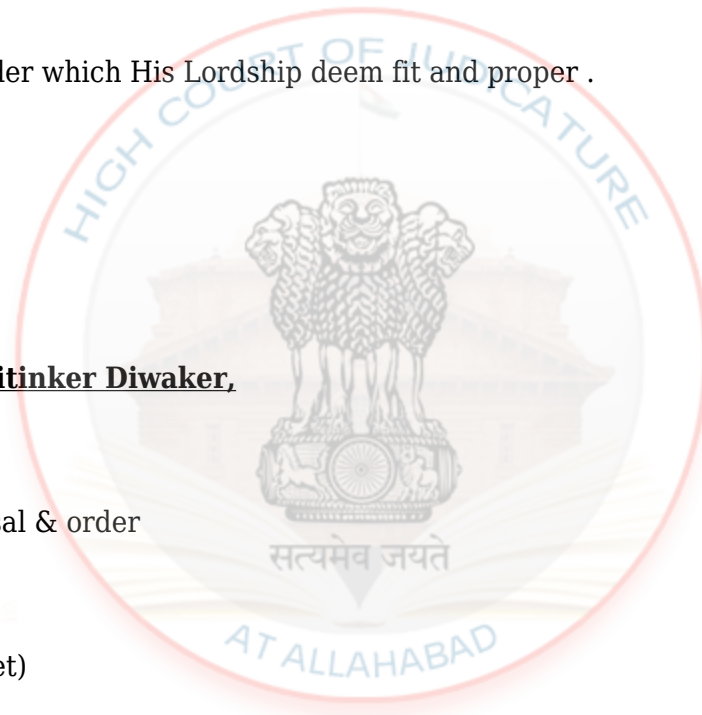 der which His Lordship deem fit and proper .
HIGH COURT OF JUDICATURE
itinker Diwaker,
sal & order
सत्यमेव जयते
AT ALLAHABAD
et)